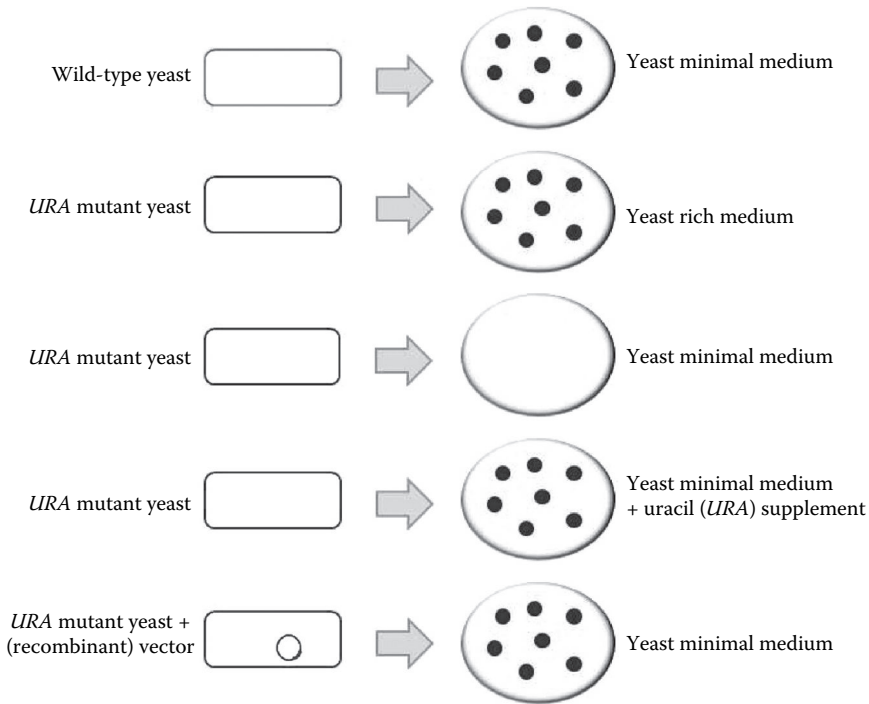 Wild-type yeast
Yeast minimal medium
URA mutant yeast
Yeast rich medium
URA mutant yeast
Yeast minimal medium
URA mutant yeast
Yeast minimal medium
+ uracil (URA) supplement
URA mutant yeast +
(recombinant) vector
Yeast minimal medium